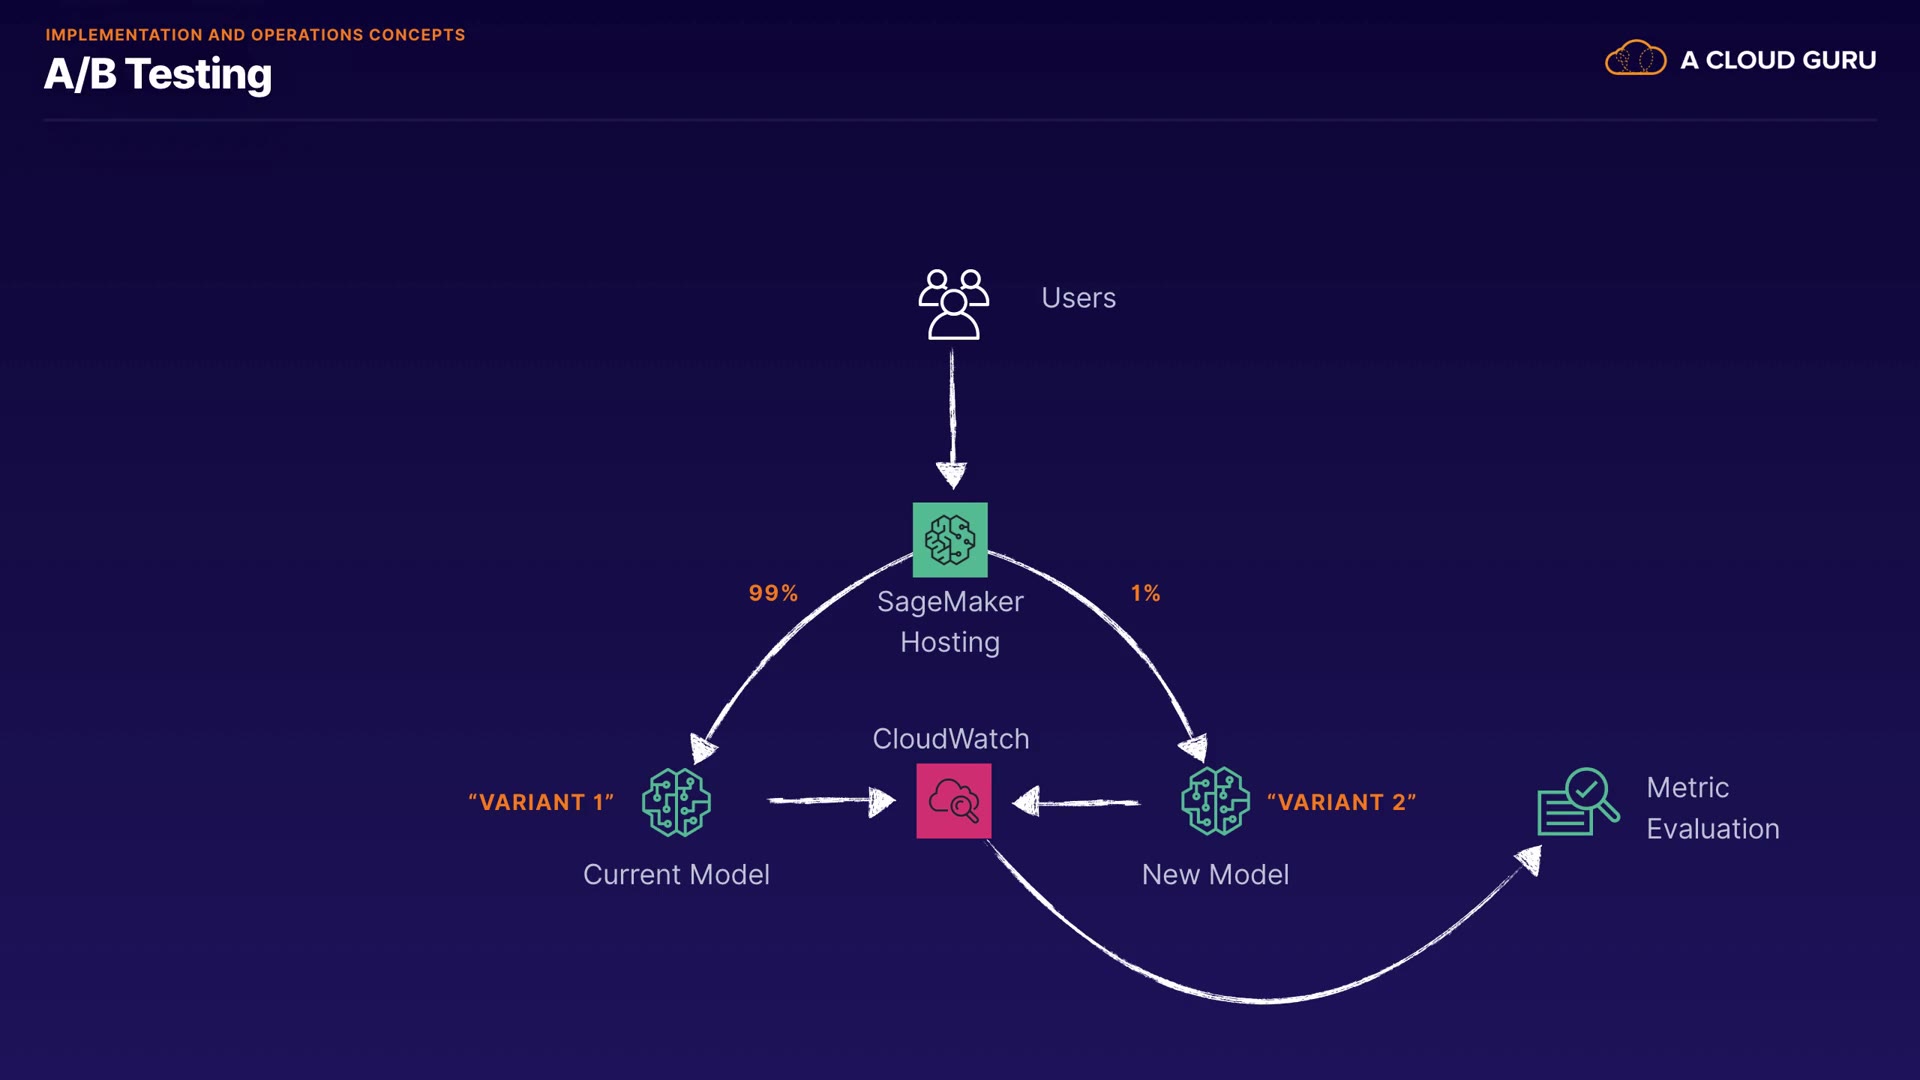 IMPLEMENTATION AND OPERATIONS CONCEPTS
A/B Testing
A CLOUD GURU
Users
99%
1%
SageMaker
Hosting
CloudWatch
“VARIANT 1”
“VARIANT 2”
Metric
Evaluation
Current Model
New Model